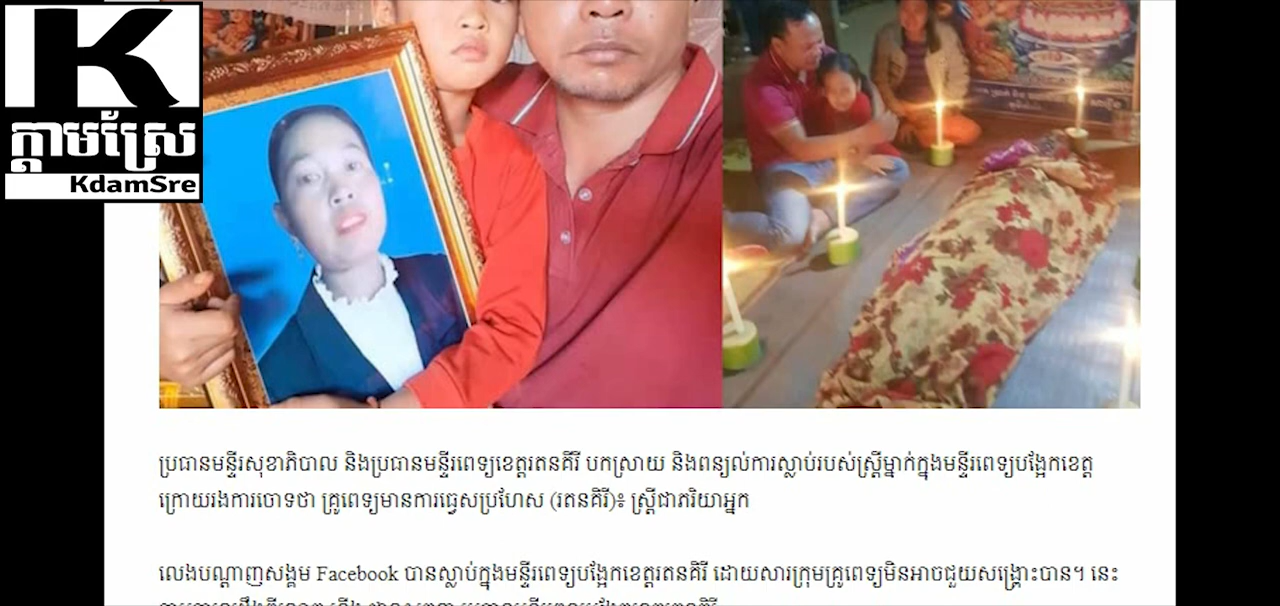 K
ក្តាមស្រែ
KdamSre
ប្រធានមន្ទីរសុខាភិបាល និងប្រធានមន្ទីរពេទ្យខេត្តរតនគីរី បកស្រាយ និងពន្យល់ការស្លាប់របស់ស្ត្រីម្នាក់ក្នុងមន្ទីរពេទ្យបង្អែកខេត្ត
ក្រោយរងការចោទថា គ្រូពេទ្យមានការធ្វេសប្រហែស (រតនគិរី)៖ ស្ត្រីជាភរិយាអ្នក
លេងបណ្តាញសង្គម Facebook បានស្លាប់ក្នុងមន្ទីរពេទ្យបង្អែកខេត្តរតនគីរី ដោយសារក្រុមគ្រូពេទ្យមិនអាចជួយសង្គ្រោះបាន។ នេះ